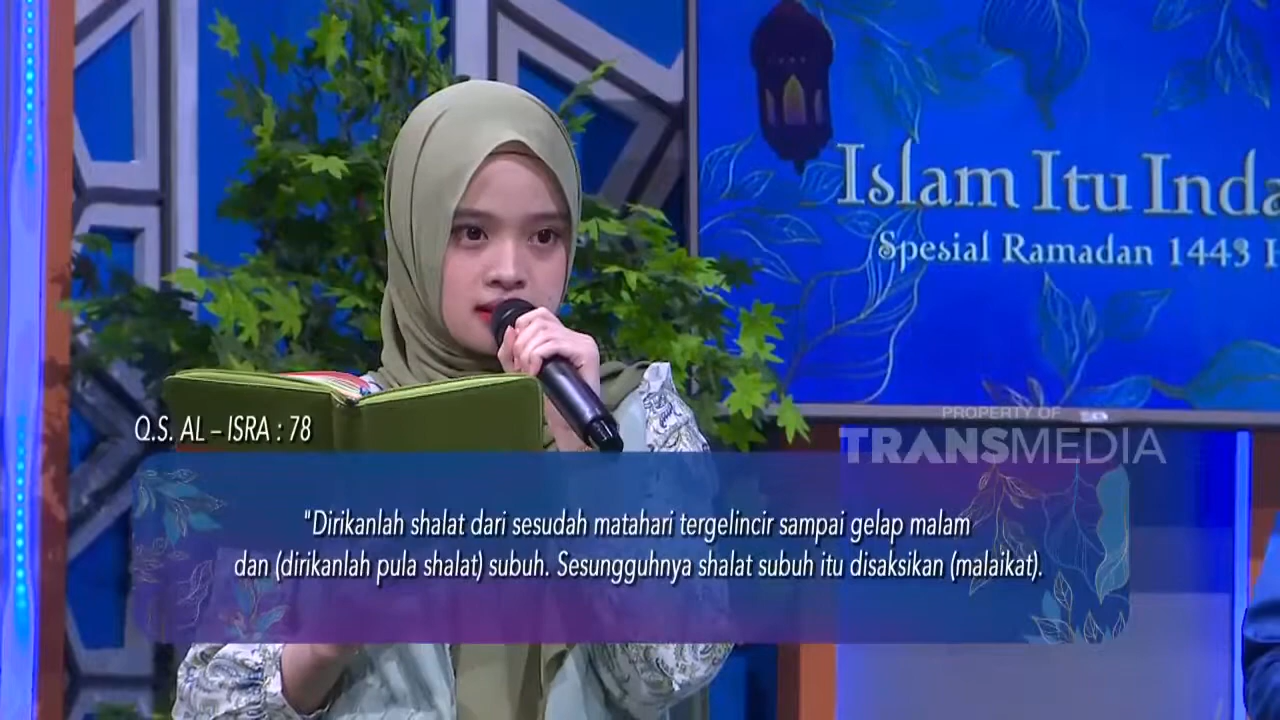 Islam Itu Inda
Spesial Ramadan 1443 H
PROPERTY OF
TRANSMEDIA
Q.S. AL – ISRA : 78
"Dirikanlah shalat dari sesudah matahari tergelincir sampai gelap malam
dan (dirikanlah pula shalat) subuh. Sesungguhnya shalat subuh itu disaksikan (malaikat).